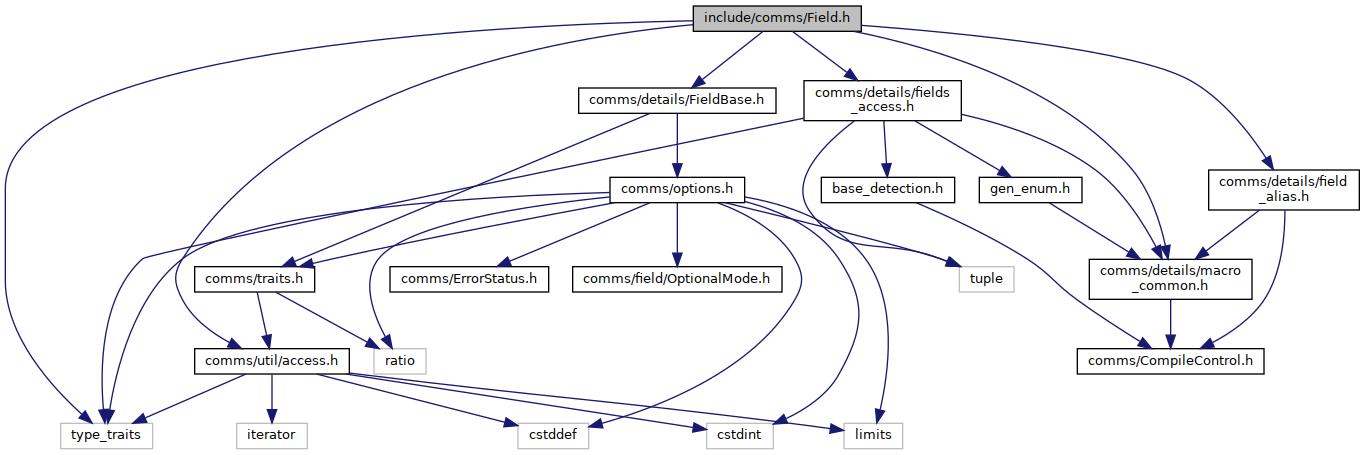 include/comms/Field.h
comms/details/FieldBase.h
comms/details/fields
_access.h
comms/options.h
base_detection.h
gen_enum.h
comms/details/field
_alias.h
comms/traits.h
comms/ErrorStatus.h
comms/field/OptionalMode.h
tuple
comms/details/macro
_common.h
comms/util/access.h
ratio
comms/CompileControl.h
type_traits
iterator
cstddef
cstdint
limits